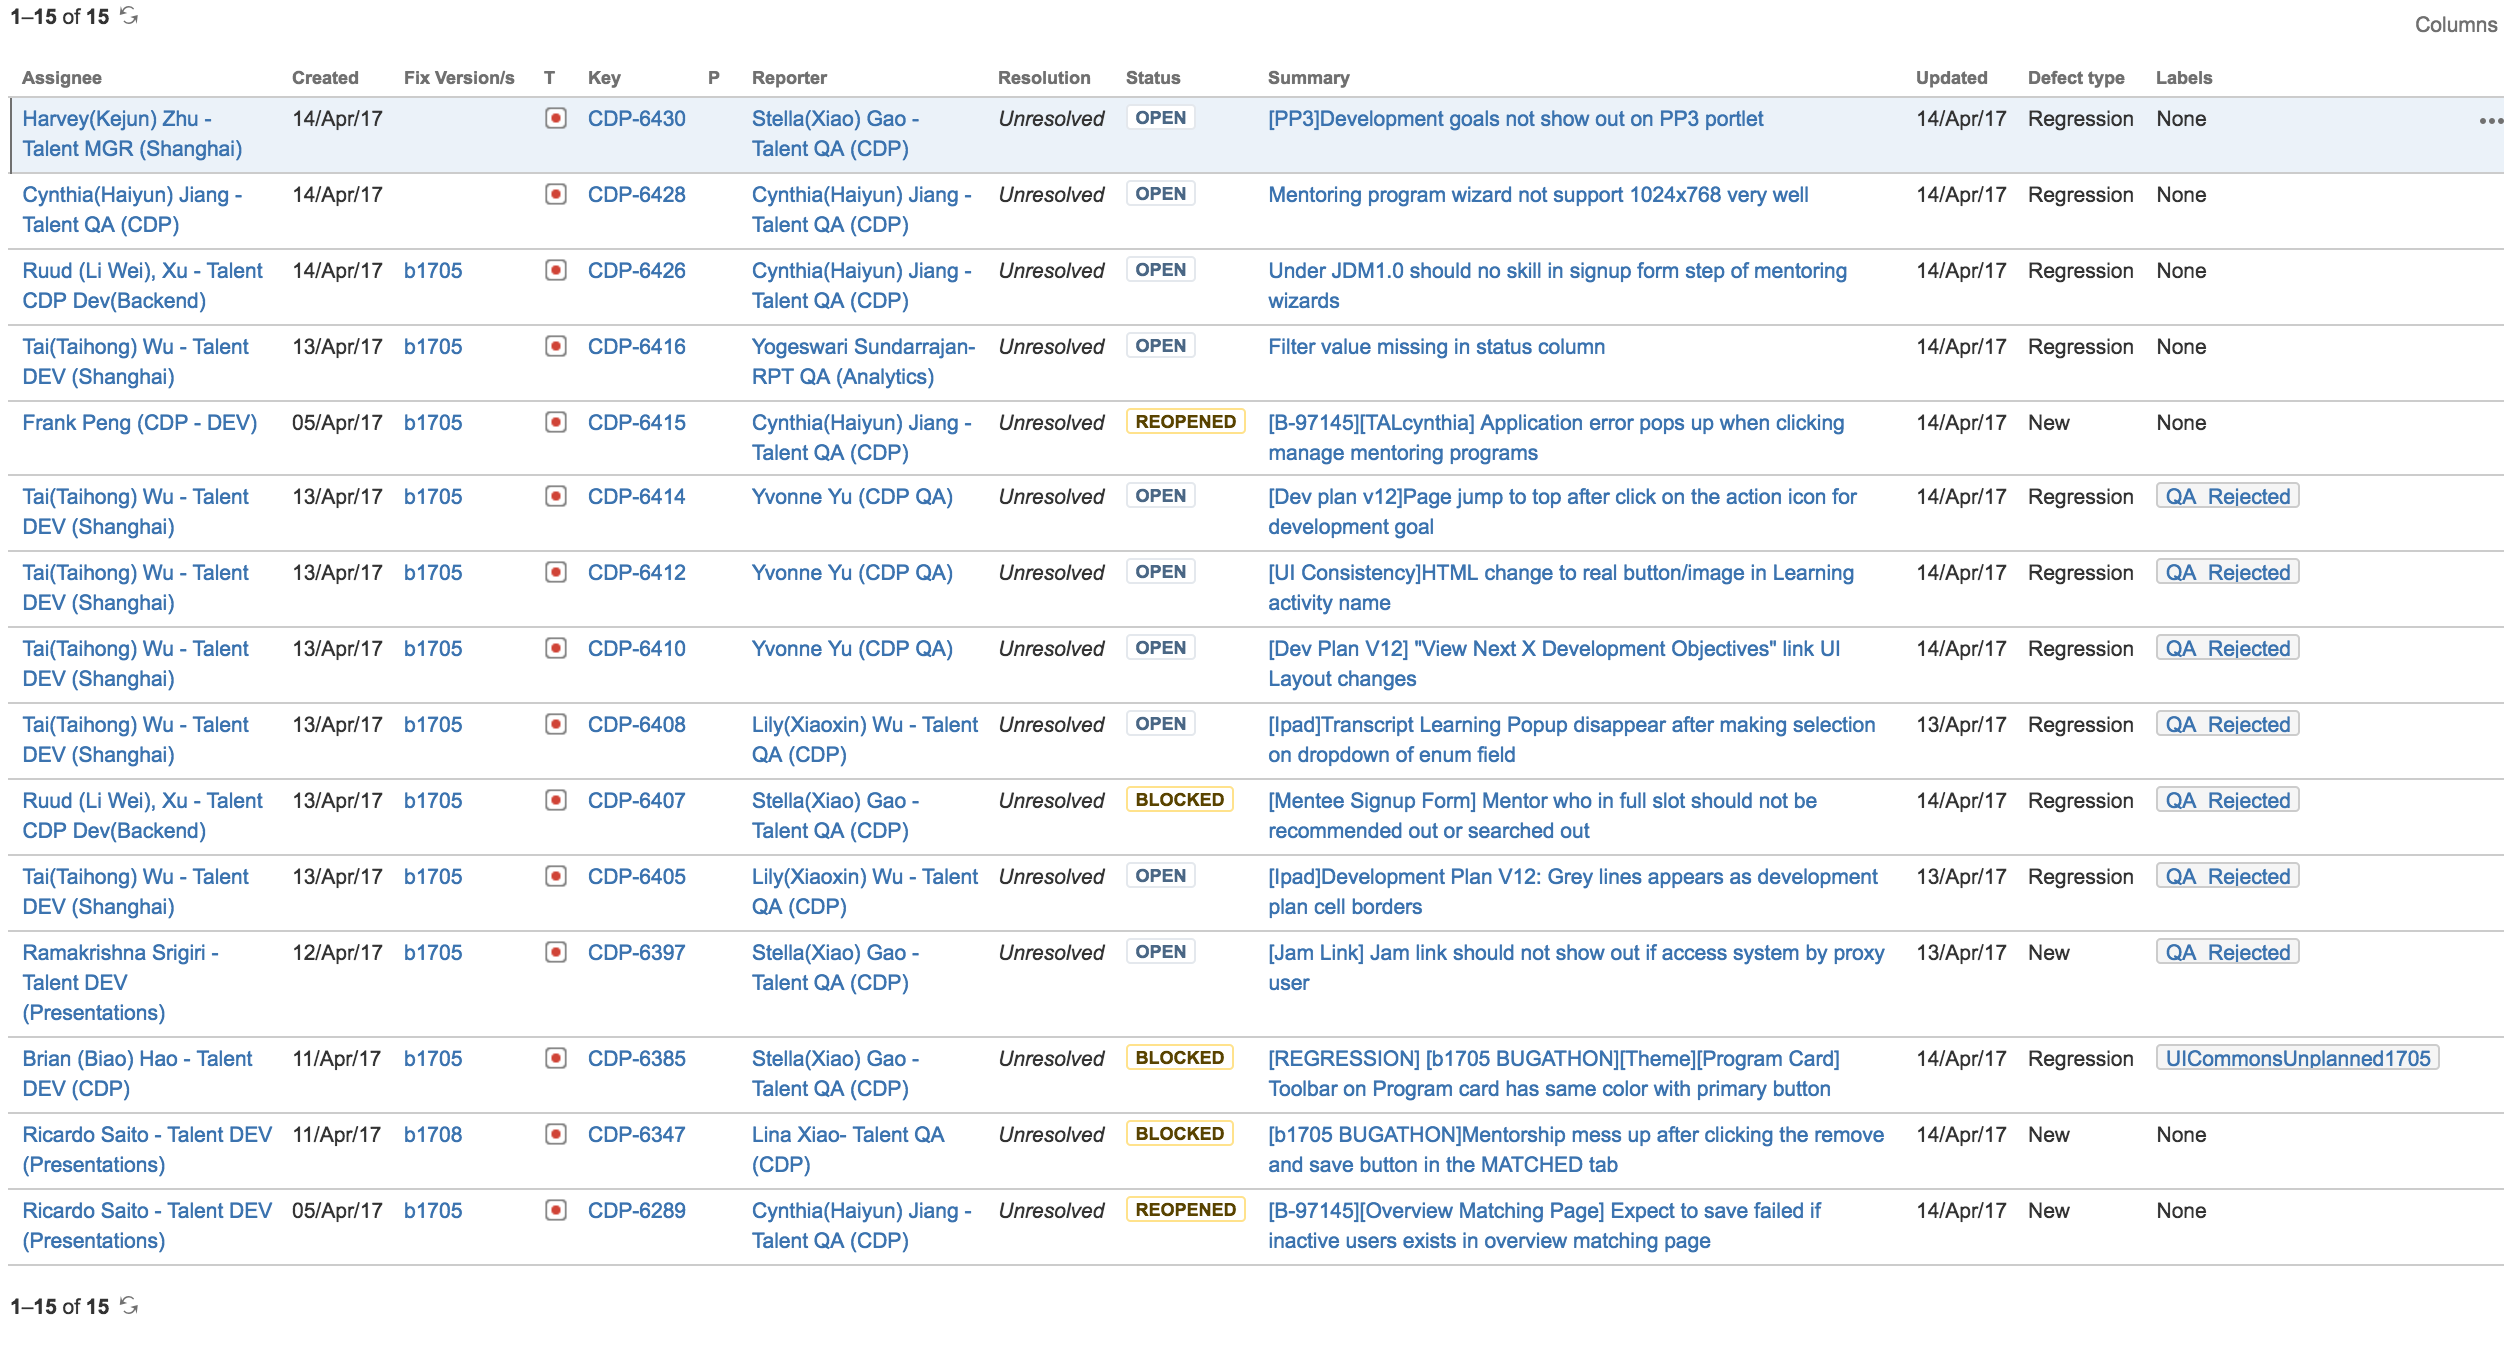 1–15 of 15
Columns
Assignee Created Fix Version/s T Key P Reporter Resolution Status Summary Updated Defect type Labels
Harvey(Kejun) Zhu - 14/Apr/17 CDP-6430 Stella(Xiao) Gao - Unresolved OPEN [PP3]Development goals not show out on PP3 portlet 14/Apr/17 Regression None
Talent MGR (Shanghai) Talent QA (CDP)
Cynthia(Haiyun) Jiang - 14/Apr/17 CDP-6428 Cynthia(Haiyun) Jiang - Unresolved OPEN Mentoring program wizard not support 1024x768 very well 14/Apr/17 Regression None
Talent QA (CDP) Talent QA (CDP)
Ruud (Li Wei), Xu - Talent 14/Apr/17 b1705 CDP-6426 Cynthia(Haiyun) Jiang - Unresolved OPEN Under JDM1.0 should no skill in signup form step of mentoring 14/Apr/17 Regression None
CDP Dev(Backend) Talent QA (CDP) wizards
Tai(Taihong) Wu - Talent 13/Apr/17 b1705 CDP-6416 Yogeswari Sundarrajan- Unresolved OPEN Filter value missing in status column 14/Apr/17 Regression None
DEV (Shanghai) RPT QA (Analytics)
Frank Peng (CDP - DEV) 05/Apr/17 b1705 CDP-6415 Cynthia(Haiyun) Jiang - Unresolved REOPENED [B-97145][TALcynthia] Application error pops up when clicking 14/Apr/17 New None
Talent QA (CDP) manage mentoring programs
Tai(Taihong) Wu - Talent 13/Apr/17 b1705 CDP-6414 Yvonne Yu (CDP QA) Unresolved OPEN [Dev plan v12]Page jump to top after click on the action icon for 14/Apr/17 Regression QA_Rejected
DEV (Shanghai) development goal
Tai(Taihong) Wu - Talent 13/Apr/17 b1705 CDP-6412 Yvonne Yu (CDP QA) Unresolved OPEN [UI Consistency]HTML change to real button/image in Learning 14/Apr/17 Regression QA_Rejected
DEV (Shanghai) activity name
Tai(Taihong) Wu - Talent 13/Apr/17 b1705 CDP-6410 Yvonne Yu (CDP QA) Unresolved OPEN [Dev Plan V12] "View Next X Development Objectives" link UI 14/Apr/17 Regression QA_Rejected
DEV (Shanghai) Layout changes
Tai(Taihong) Wu - Talent 13/Apr/17 b1705 CDP-6408 Lily(Xiaoxin) Wu - Talent Unresolved OPEN [Ipad]Transcript Learning Popup disappear after making selection 13/Apr/17 Regression QA_Rejected
DEV (Shanghai) QA (CDP) on dropdown of enum field
Ruud (Li Wei), Xu - Talent 13/Apr/17 b1705 CDP-6407 Stella(Xiao) Gao - Unresolved BLOCKED [Mentee Signup Form] Mentor who in full slot should not be 14/Apr/17 Regression QA_Rejected
CDP Dev(Backend) Talent QA (CDP) recommended out or searched out
Tai(Taihong) Wu - Talent 13/Apr/17 b1705 CDP-6405 Lily(Xiaoxin) Wu - Talent Unresolved OPEN [Ipad]Development Plan V12: Grey lines appears as development 13/Apr/17 Regression QA_Rejected
DEV (Shanghai) QA (CDP) plan cell borders
Ramakrishna Srigiri - 12/Apr/17 b1705 CDP-6397 Stella(Xiao) Gao - Unresolved OPEN [Jam Link] Jam link should not show out if access system by proxy 13/Apr/17 New QA_Rejected
Talent DEV Talent QA (CDP) user
(Presentations)
Brian (Biao) Hao - Talent 11/Apr/17 b1705 CDP-6385 Stella(Xiao) Gao - Unresolved BLOCKED [REGRESSION] [b1705 BUGATHON][Theme][Program Card] 14/Apr/17 Regression UICommonsUnplanned1705
DEV (CDP) Talent QA (CDP) Toolbar on Program card has same color with primary button
Ricardo Saito - Talent DEV 11/Apr/17 b1708 CDP-6347 Lina Xiao- Talent QA Unresolved BLOCKED [b1705 BUGATHON]Mentorship mess up after clicking the remove 14/Apr/17 New None
(Presentations) (CDP) and save button in the MATCHED tab
Ricardo Saito - Talent DEV 05/Apr/17 b1705 CDP-6289 Cynthia(Haiyun) Jiang - Unresolved REOPENED [B-97145][Overview Matching Page] Expect to save failed if 14/Apr/17 New None
(Presentations) Talent QA (CDP) inactive users exists in overview matching page
1–15 of 15